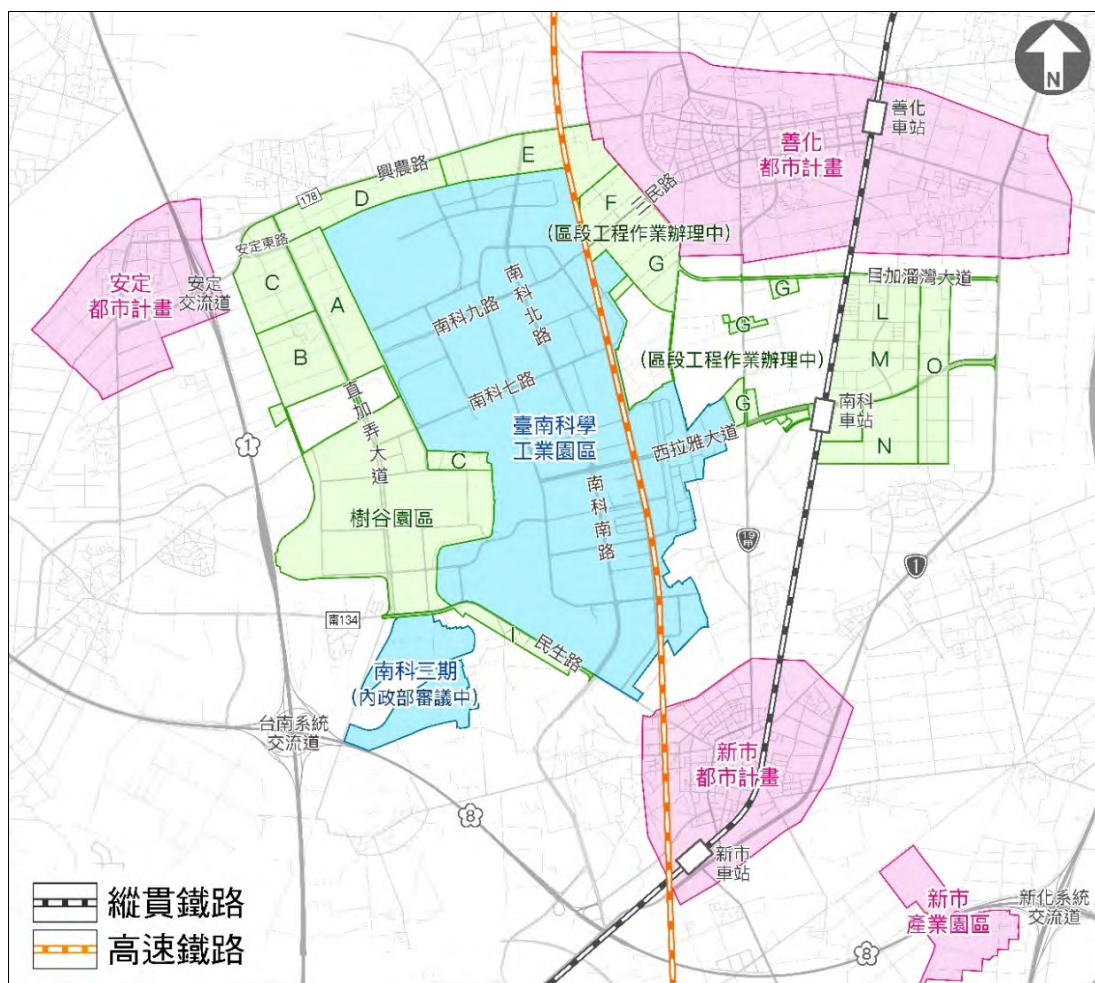 N
善化
車站
善化
都市計畫
E
興農路
178
D
F
三民路
(區段工程作業辦理中)
安定東路
G
安定
都市計畫
安定
交流道
C
A
目加溜灣大道
G
L
B
南科九路
南科北路
G
(區段工程作業辦理中)
M
O
南科七路
直加弄大道
G
南科
車站
1
臺南科學
工業園區
西拉雅大道
N
C
樹谷園區
南科南路
19甲
1
南134
I
民生路
南科三期
(內政部審議中)
台南系統
交流道
新市
都市計畫
8
新市
車站
新市
產業園區
新化系統
交流道
8
縱貫鐵路
高速鐵路